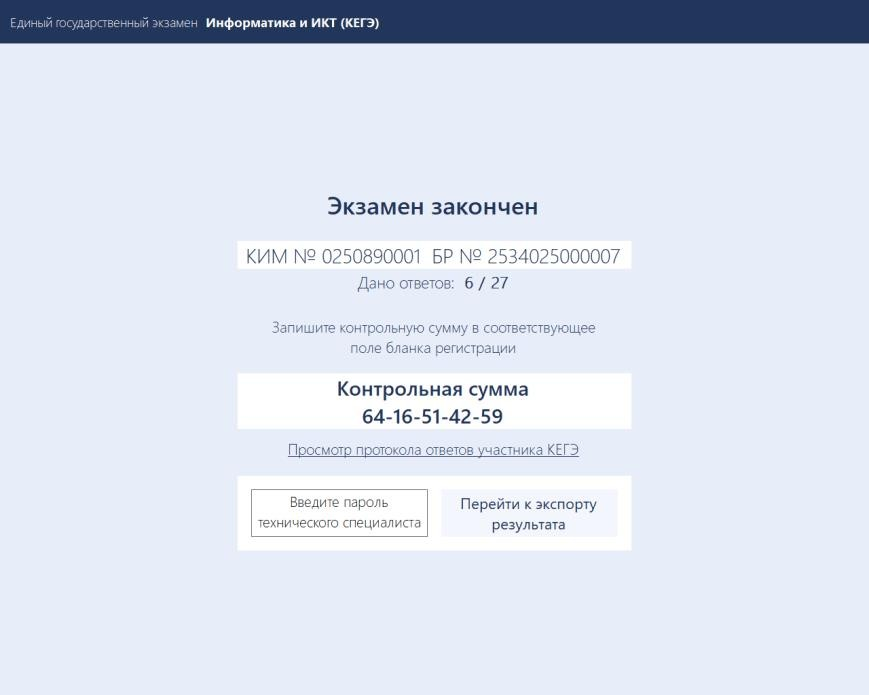 Единый государственный экзамен Информатика и ИКТ (КЕГЭ)
Экзамен закончен
КИМ № 0250890001 БР № 2534025000007
Дано ответов: 6 / 27
Запишите контрольную сумму в соответствующее
поле бланка регистрации
Контрольная сумма
64-16-51-42-59
Просмотр протокола ответов участника КЕГЭ
Введите пароль
технического специалиста
Перейти к экспорту
результата